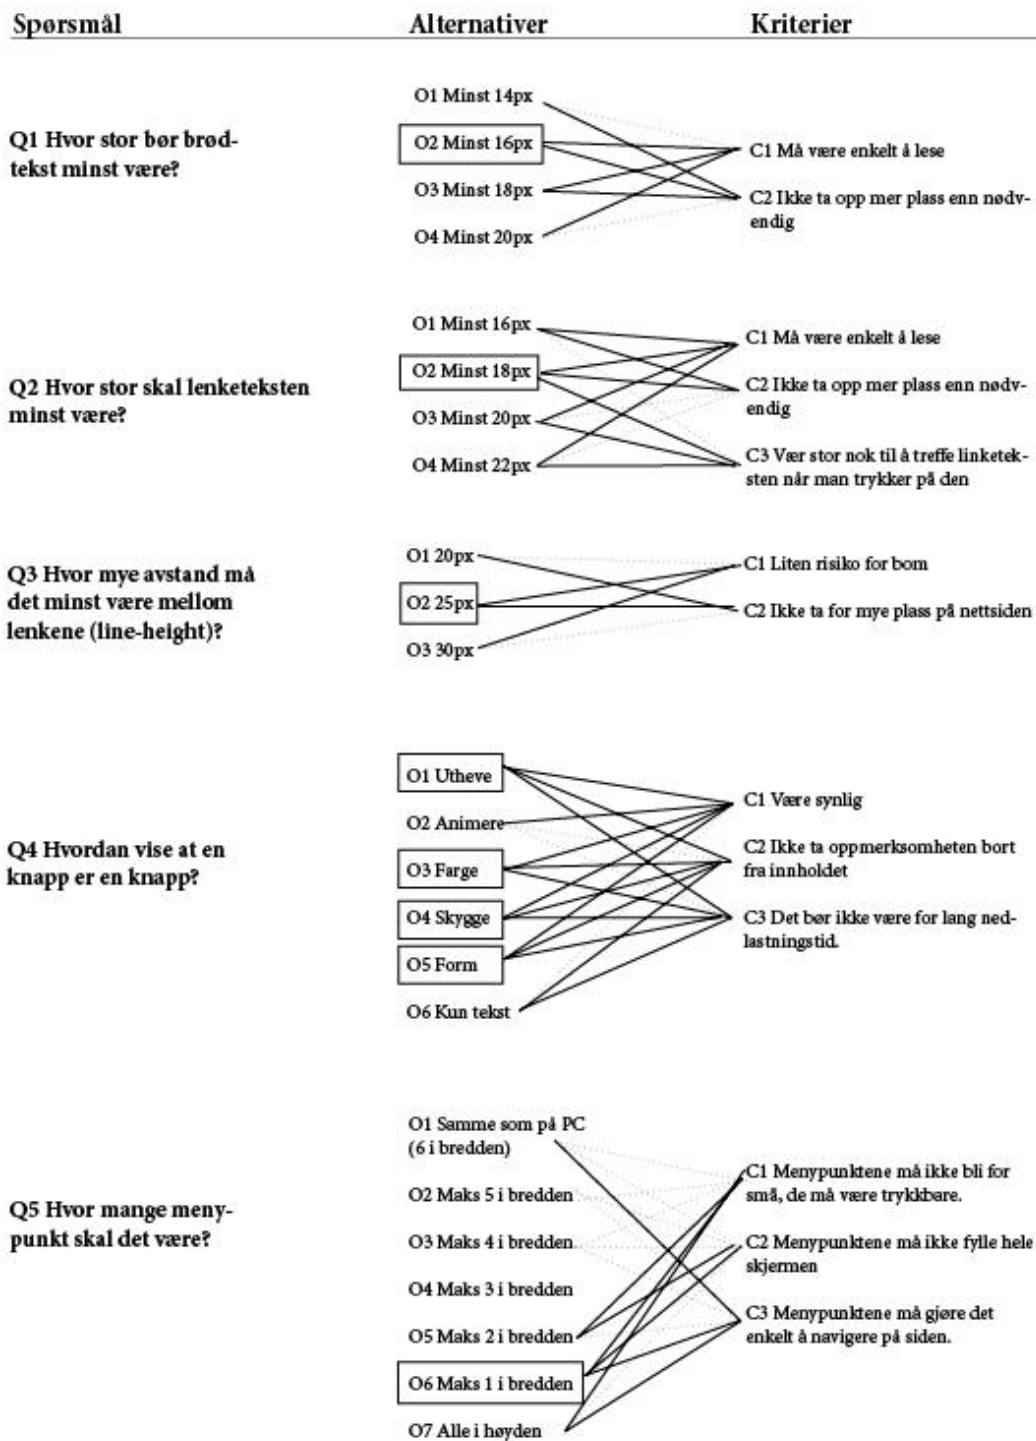 Spørsmål Alternativer Kriterier
Q1 Hvor stor bør brød-
tekst minst være?
O1 Minst 14px
O2 Minst 16px
O3 Minst 18px
O4 Minst 20px
C1 Må være enkelt å lese
C2 Ikke ta opp mer plass enn nødv-
endig
Q2 Hvor stor skal lenketeksten
minst være?
O1 Minst 16px
O2 Minst 18px
O3 Minst 20px
O4 Minst 22px
C1 Må være enkelt å lese
C2 Ikke ta opp mer plass enn nødv-
endig
C3 Vær stor nok til å treffe linketek-
sten når man trykker på den
Q3 Hvor mye avstand må
det minst være mellom
lenkene (line-height)?
O1 20px
O2 25px
O3 30px
C1 Liten risiko for bom
C2 Ikke ta for mye plass på nettsiden
Q4 Hvordan vise at en
knapp er en knapp?
O1 Utheve
O2 Animere
O3 Farge
O4 Skygge
O5 Form
O6 Kun tekst
C1 Være synlig
C2 Ikke ta oppmerksomheten bort
fra innholdet
C3 Det bør ikke være for lang ned-
lastningstid.
Q5 Hvor mange meny-
punkt skal det være?
O1 Samme som på PC
(6 i bredden)
O2 Maks 5 i bredden
O3 Maks 4 i bredden
O4 Maks 3 i bredden
O5 Maks 2 i bredden
O6 Maks 1 i bredden
O7 Alle i høyden
C1 Menypunktene må ikke bli for
små, de må være trykkbare.
C2 Menypunktene må ikke fylle hele
skjermen
C3 Menypunktene må gjøre det
enkelt å navigere på siden.